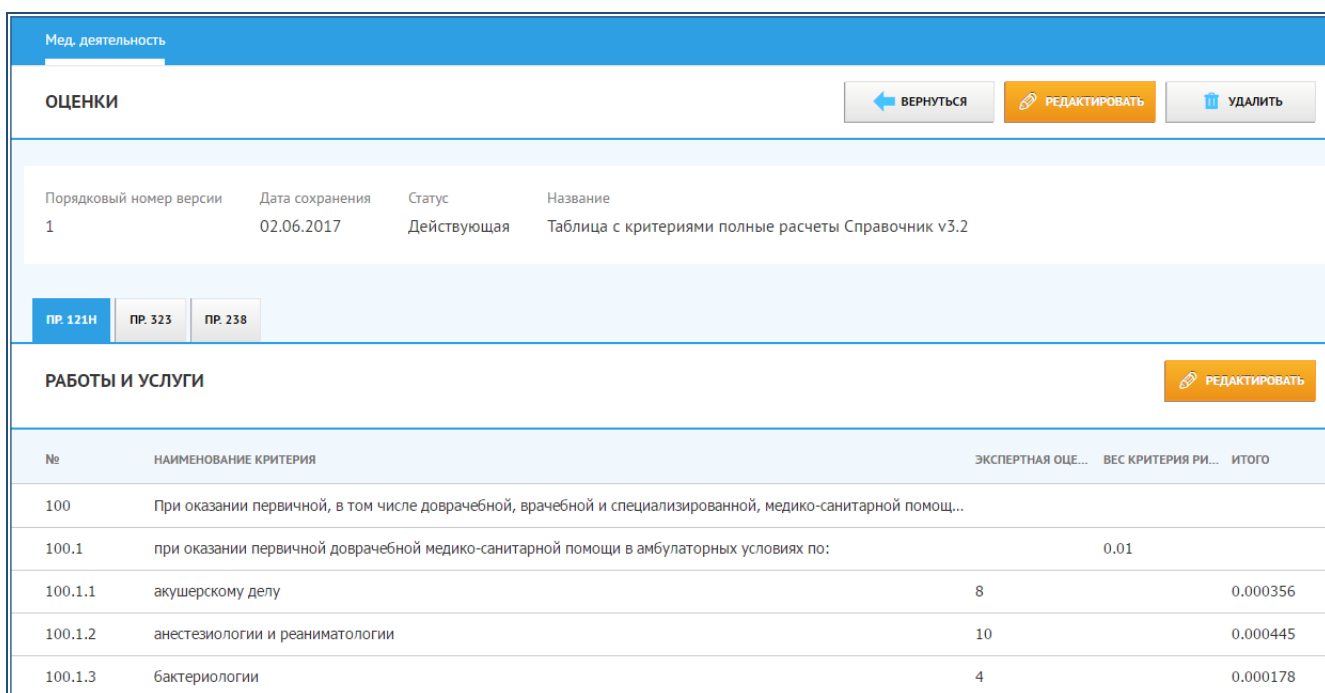 Мед. деятельность
ОЦЕНКИ ВЕРНУТЬСЯ РЕДАКТИРОВАТЬ УДАЛИТЬ
Порядковый номер версии Дата сохранения Статус Название
1 02.06.2017 Действующая Таблица с критериями полные расчеты Справочник v3.2
ПР. 121Н ПР. 323 ПР. 238
РАБОТЫ И УСЛУГИ РЕДАКТИРОВАТЬ
№ НАИМЕНОВАНИЕ КРИТЕРИЯ ЭКСПЕРТНАЯ ОЦЕ... ВЕС КРИТЕРИЯ РИ... ИТОГО
100 При оказании первичной, в том числе доврачебной, врачебной и специализированной, медико-санитарной помощ...
100.1 при оказании первичной доврачебной медико-санитарной помощи в амбулаторных условиях по: 0.01
100.1.1 акушерскому делу 8 0.000356
100.1.2 анестезиологии и реаниматологии 10 0.000445
100.1.3 бактериологии 4 0.000178